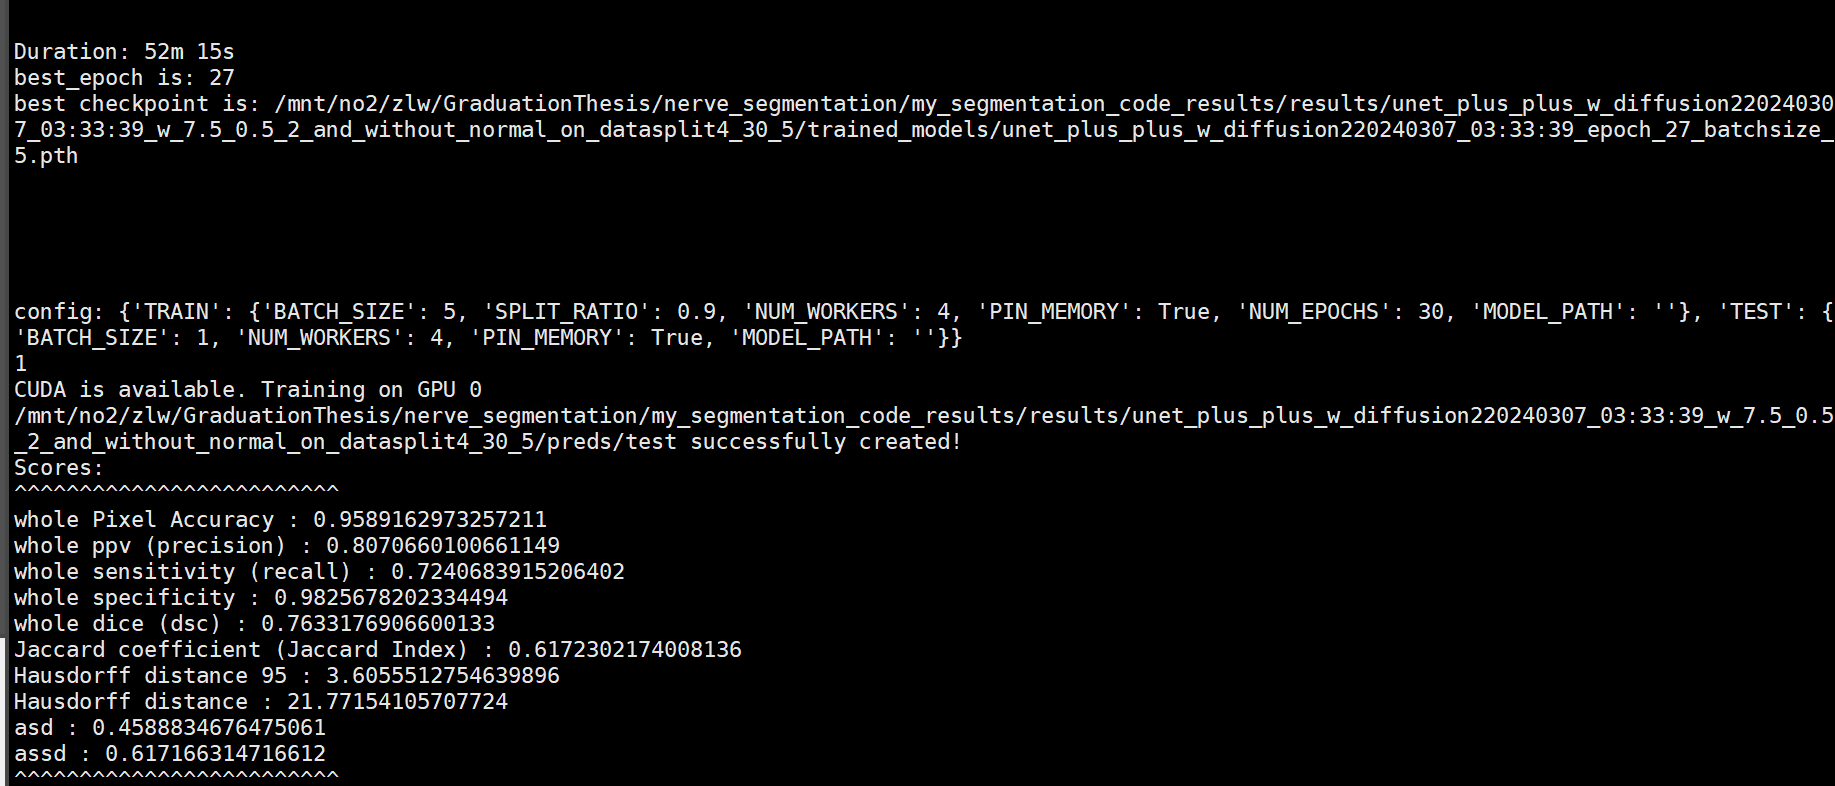 Duration: 52m 15s
best_epoch is: 27
best checkpoint is: /mnt/no2/zlw/GraduationThesis/nerve_segmentation/my_segmentation_code_results/results/unet_plus_plus_w_diffusion22024030
7_03:33:39_w_7.5_0.5_2_and_without_normal_on_datasplit4_30_5/trained_models/unet_plus_plus_w_diffusion220240307_03:33:39_epoch_27_batchsize_
5.pth
config: {'TRAIN': {'BATCH_SIZE': 5, 'SPLIT_RATIO': 0.9, 'NUM_WORKERS': 4, 'PIN_MEMORY': True, 'NUM_EPOCHS': 30, 'MODEL_PATH': ''}, 'TEST': {
'BATCH_SIZE': 1, 'NUM_WORKERS': 4, 'PIN_MEMORY': True, 'MODEL_PATH': ''}}
1
CUDA is available. Training on GPU 0
/mnt/no2/zlw/GraduationThesis/nerve_segmentation/my_segmentation_code_results/results/unet_plus_plus_w_diffusion220240307_03:33:39_w_7.5_0.5
_2_and_without_normal_on_datasplit4_30_5/preds/test successfully created!
Scores:
^^^^^^^^^^^^^^^^^^^^^^^^^
whole Pixel Accuracy : 0.9589162973257211
whole ppv (precision) : 0.8070660100661149
whole sensitivity (recall) : 0.7240683915206402
whole specificity : 0.9825678202334494
whole dice (dsc) : 0.7633176906600133
Jaccard coefficient (Jaccard Index) : 0.6172302174008136
Hausdorff distance 95 : 3.6055512754639896
Hausdorff distance : 21.77154105707724
asd : 0.4588834676475061
assd : 0.617166314716612
^^^^^^^^^^^^^^^^^^^^^^^^^